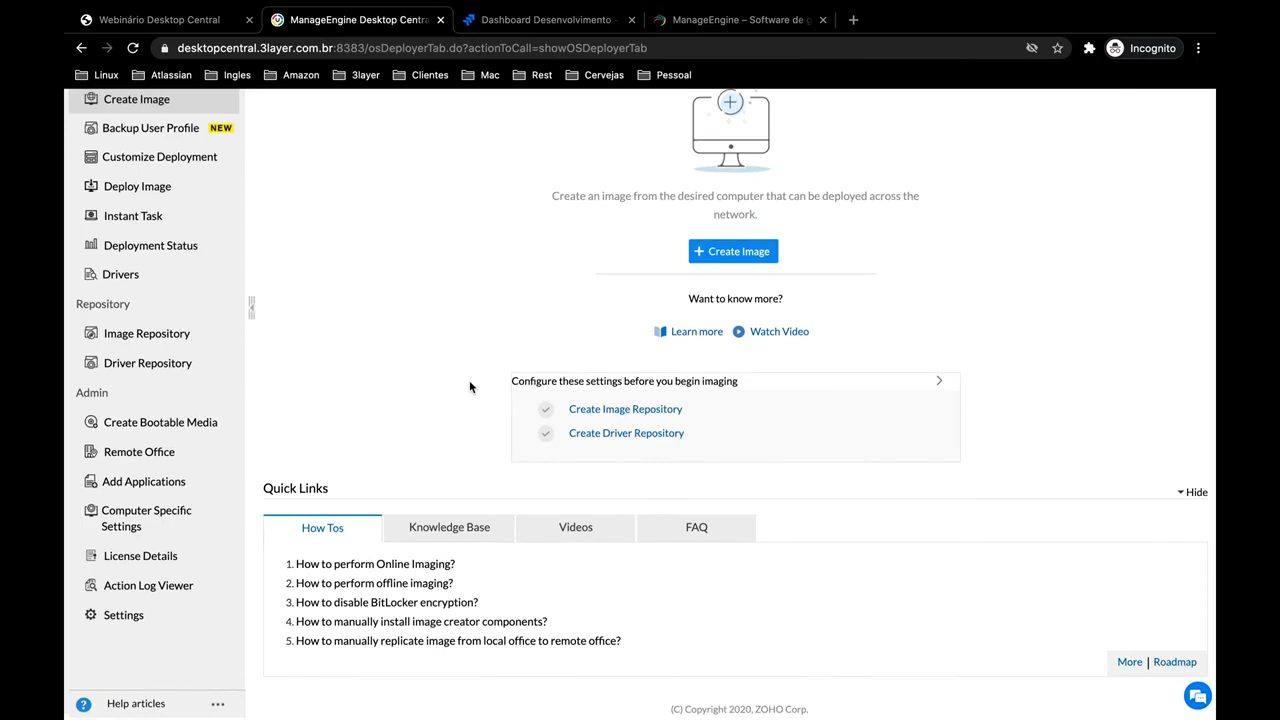 Webinário Desktop Central
ManageEngine Desktop Centra
Dashboard Desenvolvimento -
ManageEngine – Software de g
desktopcentral.3layer.com.br:8383/osDeployerTab.do?actionToCall=showOSDeployerTab
Incognito
Linux
Atlassian
Ingles
Amazon
3layer
Clientes
Mac
Rest
Cervejas
Pessoal
Create Image
Backup User Profile NEW
Customize Deployment
Deploy Image
Instant Task
Deployment Status
Drivers
Repository
Image Repository
Driver Repository
Admin
Create Bootable Media
Remote Office
Add Applications
Computer Specific
Settings
License Details
Action Log Viewer
Settings
Help articles
Create an image from the desired computer that can be deployed across the
network.
+ Create Image
Want to know more?
Learn more
Watch Video
Configure these settings before you begin imaging
Create Image Repository
Create Driver Repository
Quick Links
Hide
How Tos
Knowledge Base
Videos
FAQ
1. How to perform Online Imaging?
2. How to perform offline imaging?
3. How to disable BitLocker encryption?
4. How to manually install image creator components?
5. How to manually replicate image from local office to remote office?
More | Roadmap
(C) Copyright 2020, ZOHO Corp.